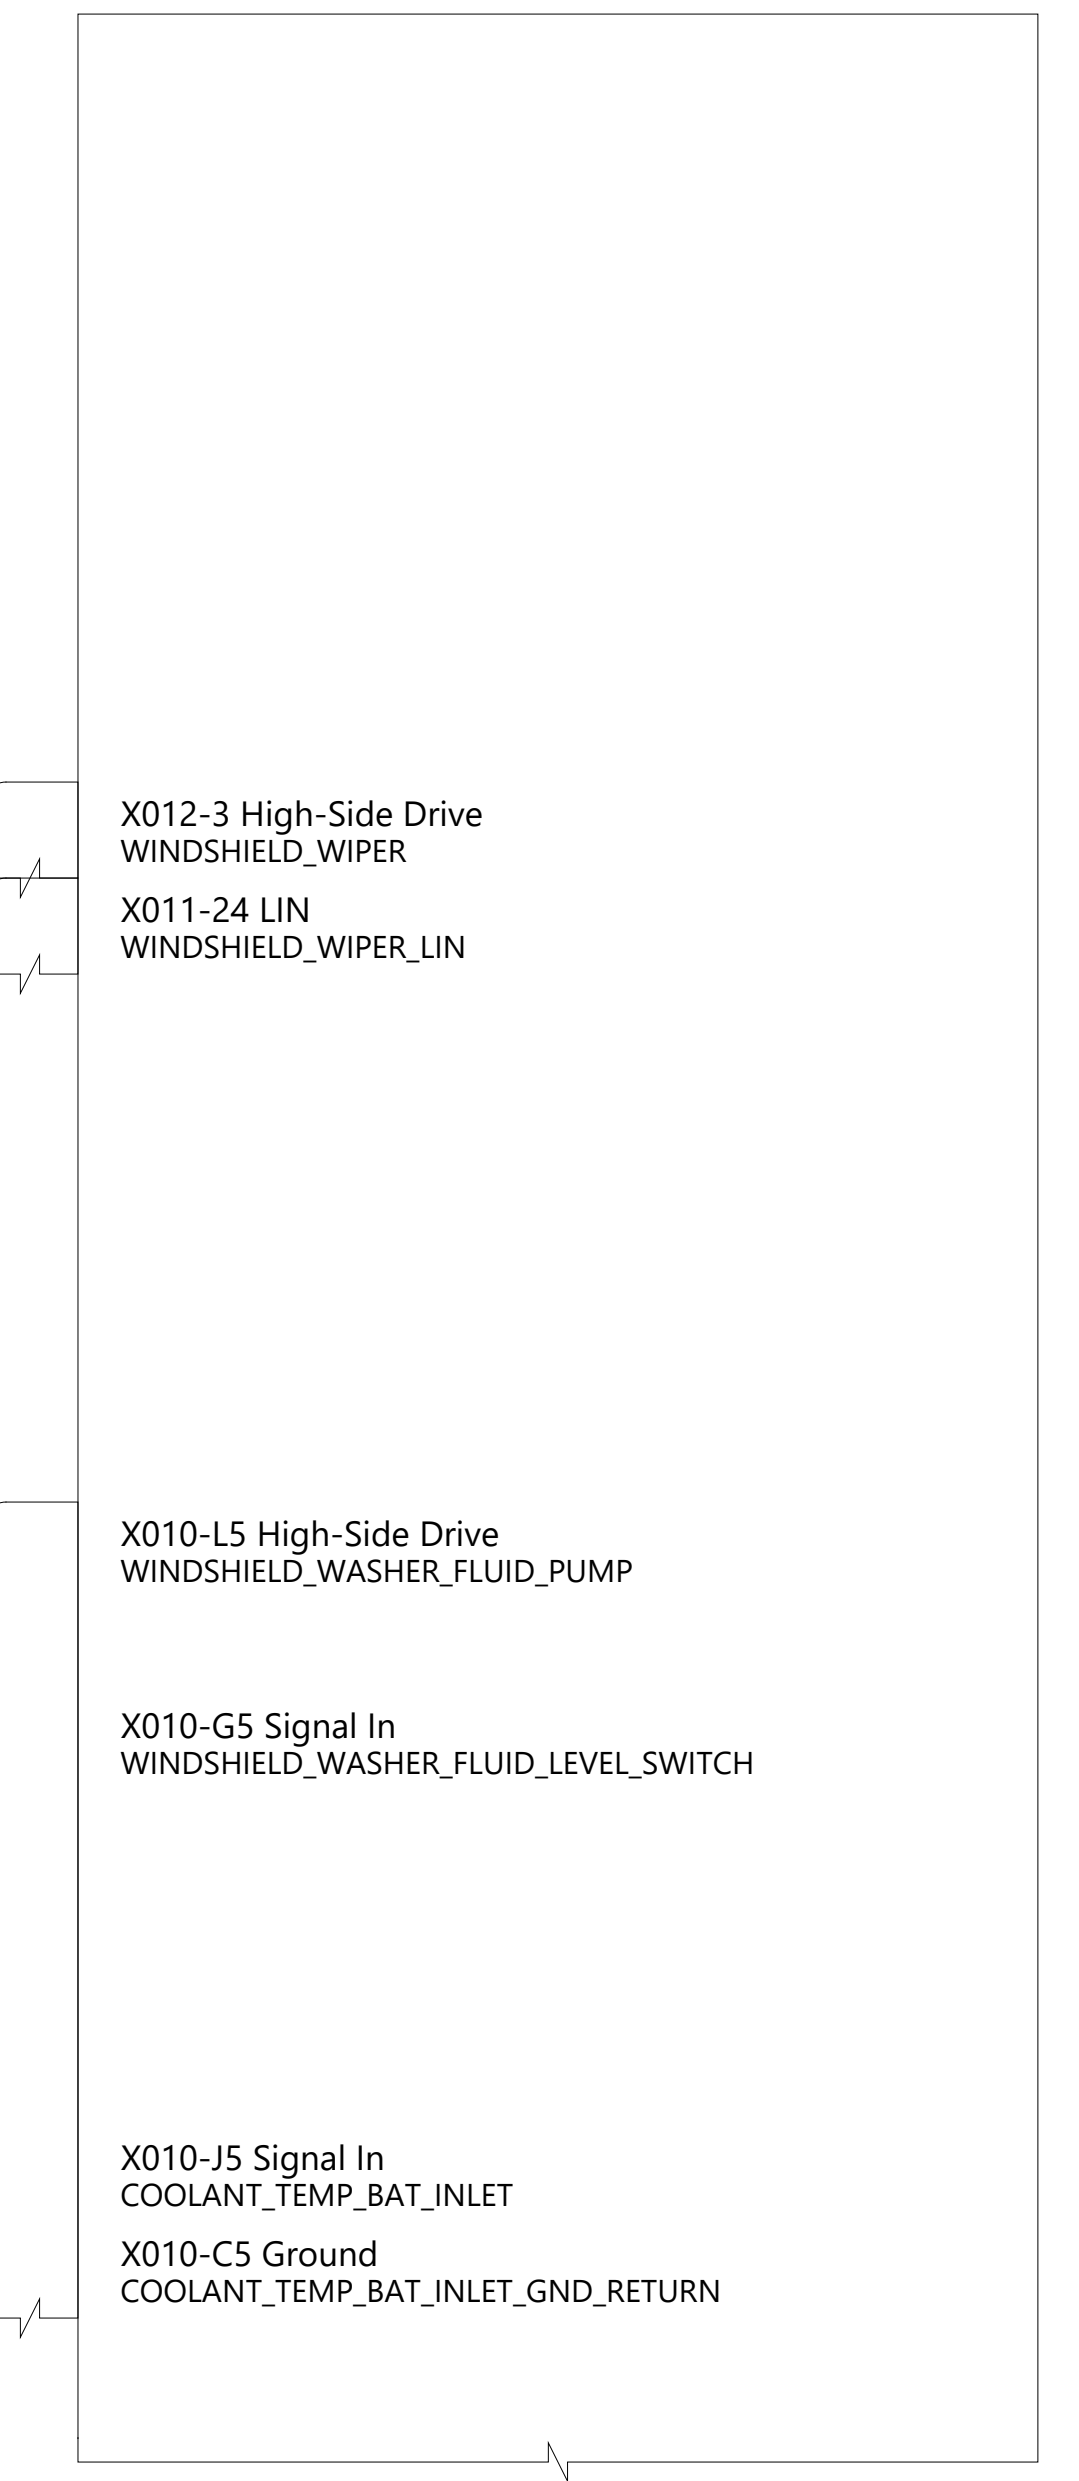 X012-3 High-Side Drive
WINDSHIELD_WIPER
X011-24 LIN
WINDSHIELD_WIPER_LIN
X010-L5 High-Side Drive
WINDSHIELD_WASHER_FLUID_PUMP
X010-G5 Signal In
WINDSHIELD_WASHER_FLUID_LEVEL_SWITCH
X010-J5 Signal In
COOLANT_TEMP_BAT_INLET
X010-C5 Ground
COOLANT_TEMP_BAT_INLET_GND_RETURN